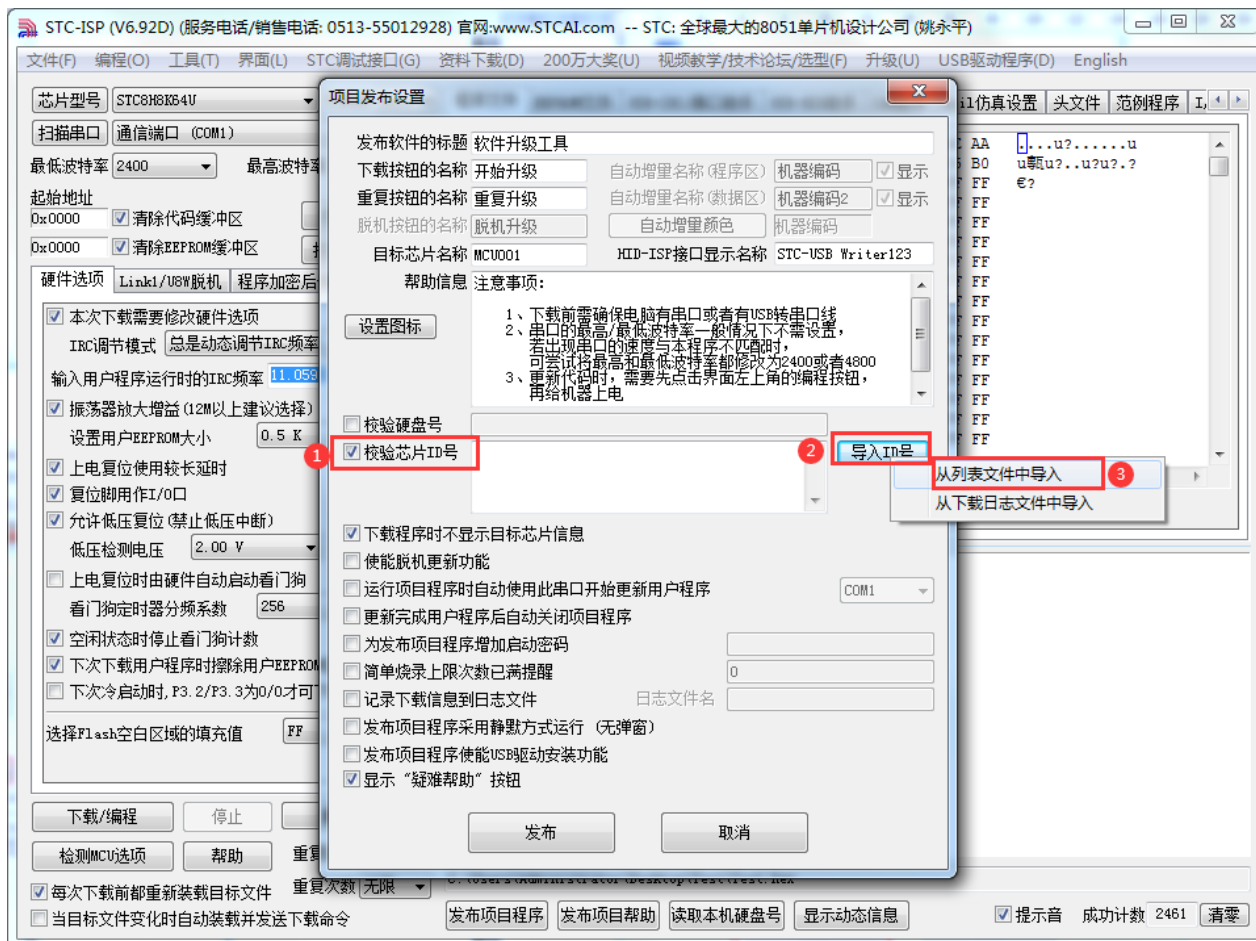 STC-ISP (V6.92D) (服务电话/销售电话: 0513-55012928) 官网:www.STCAI.com -- STC: 全球最大的8051单片机设计公司 (姚永平)
文件(F) 编程(O) 工具(T) 界面(L) STC调试接口(G) 资料下载(D) 200万大奖(U) 视频教学/技术论坛/选型(F) 升级(U) USB驱动程序(D) English
芯片型号 STC8H8K64U
扫描串口 通信端口 (COM1)
最低波特率 2400 最高波特率
起始地址
0x0000 清除代码缓冲区
0x0000 清除EEPROM缓冲区
硬件选项 Link1/U8W脱机 程序加密后
本次下载需要修改硬件选项
IRC调节模式 总是动态调节IRC频率
输入用户程序运行时的IRC频率 11.059
振荡器放大增益(12M以上建议选择)
设置用户EEPROM大小 0.5 K
上电复位使用较长延时
复位脚用作I/O口
允许低压复位(禁止低压中断)
低压检测电压 2.00 V
上电复位时由硬件自动启动看门狗
看门狗定时器分频系数 256
空闲状态时停止看门狗计数
下次下载用户程序时擦除用户EEPROM
下次冷启动时,P3.2/P3.3为0/0才可
选择Flash空白区域的填充值 FF
下载/编程 停止
检测MCU选项 帮助
每次下载前都重新装载目标文件 重复次数 无限
当目标文件变化时自动装载并发送下载命令
项目发布设置
发布软件的标题 软件升级工具
下载按钮的名称 开始升级 自动增量名称(程序区) 机器编码 显示
重复按钮的名称 重复升级 自动增量名称(数据区) 机器编码2 显示
脱机按钮的名称 脱机升级 自动增量颜色 机器编码
目标芯片名称 MCU001 HID-ISP接口显示名称 STC-USB Writer123
帮助信息 注意事项:
设置图标
1、下载前需确保电脑有串口或者有USB转串口线
2、串口的最高/最低波特率一般情况下不需设置,
若出现串口的速度与本程序不匹配时,
可尝试将最高和最低波特率都修改为2400或者4800
3、更新代码时,需要先点击界面左上角的编程按钮,
再给机器上电
校验硬盘号
1 校验芯片ID号 2 导入ID号
从列表文件中导入 3
从下载日志文件中导入
下载程序时不显示目标芯片信息
使能脱机更新功能
运行项目程序时自动使用此串口开始更新用户程序 COM1
更新完成用户程序后自动关闭项目程序
为发布项目程序增加启动密码
简单烧录上限次数已满提醒 0
记录下载信息到日志文件 日志文件名
发布项目程序采用静默方式运行 (无弹窗)
发布项目程序使能USB驱动安装功能
显示“疑难帮助”按钮
发布 取消
il仿真设置 头文件 范例程序
AA ....u?......u
B0 u甎u?..u?u?.?
FF €?
FF
FF
FF
FF
FF
FF
FF
FF
FF
FF
FF
FF
FF
发布项目程序 发布项目帮助 读取本机硬盘号 显示动态信息 提示音 成功计数 2461 清零